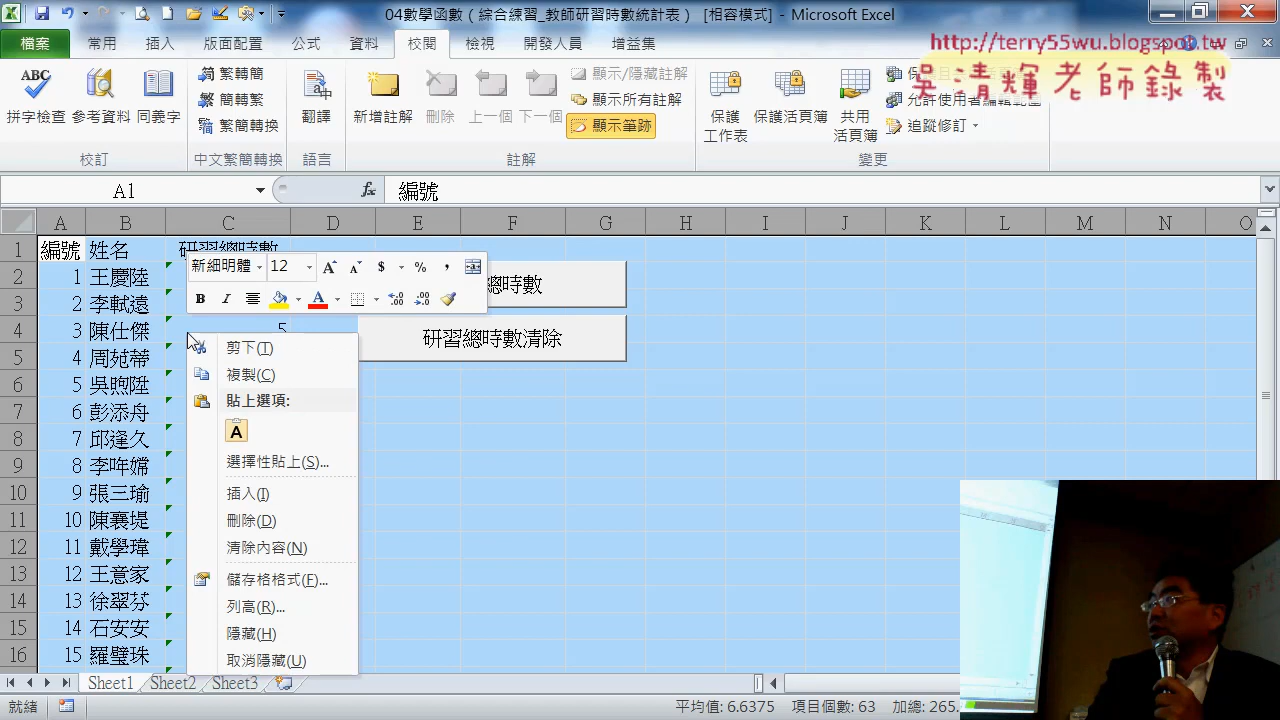 04數學函數（綜合練習_教師研習時數統計表）  [相容模式] - Microsoft Excel
檔案 常用 插入 版面配置 公式 資料 校閱 檢視 開發人員 增益集
http://terry55wu.blogspot.tw
吳清輝老師錄製
拼字檢查 參考資料 同義字
校訂
繁轉簡
簡轉繁
繁簡轉換
中文繁簡轉換
翻譯
語言
新增註解 刪除 上一個 下一個
顯示/隱藏註解
顯示所有註解
顯示筆跡
註解
保護工作表 保護活頁簿 共用活頁簿
允許使用者編輯範圍
追蹤修訂
變更
A1 fx 編號
A B C D E F G H I J K L M N O
1 編號 姓名 研習總時數
2 1 王慶陸
3 2 李軾遠
4 3 陳仕傑 5
5 4 周苑蒂
6 5 吳煦陞
7 6 彭添舟
8 7 邱逢久
9 8 李哖嬬
10 9 張三瑜
11 10 陳襄堤
12 11 戴學瑋
13 12 王意家
14 13 徐翠芬
15 14 石安安
16 15 羅璧珠
總時數
研習總時數清除
新細明體 12 A A $ % ,
B I A
剪下(T)
複製(C)
貼上選項:
A
選擇性貼上(S)...
插入(I)
刪除(D)
清除內容(N)
儲存格格式(F)...
列高(R)...
隱藏(H)
取消隱藏(U)
Sheet1 Sheet2 Sheet3
就緒 平均值: 6.6375 項目個數: 63 加總: 265.